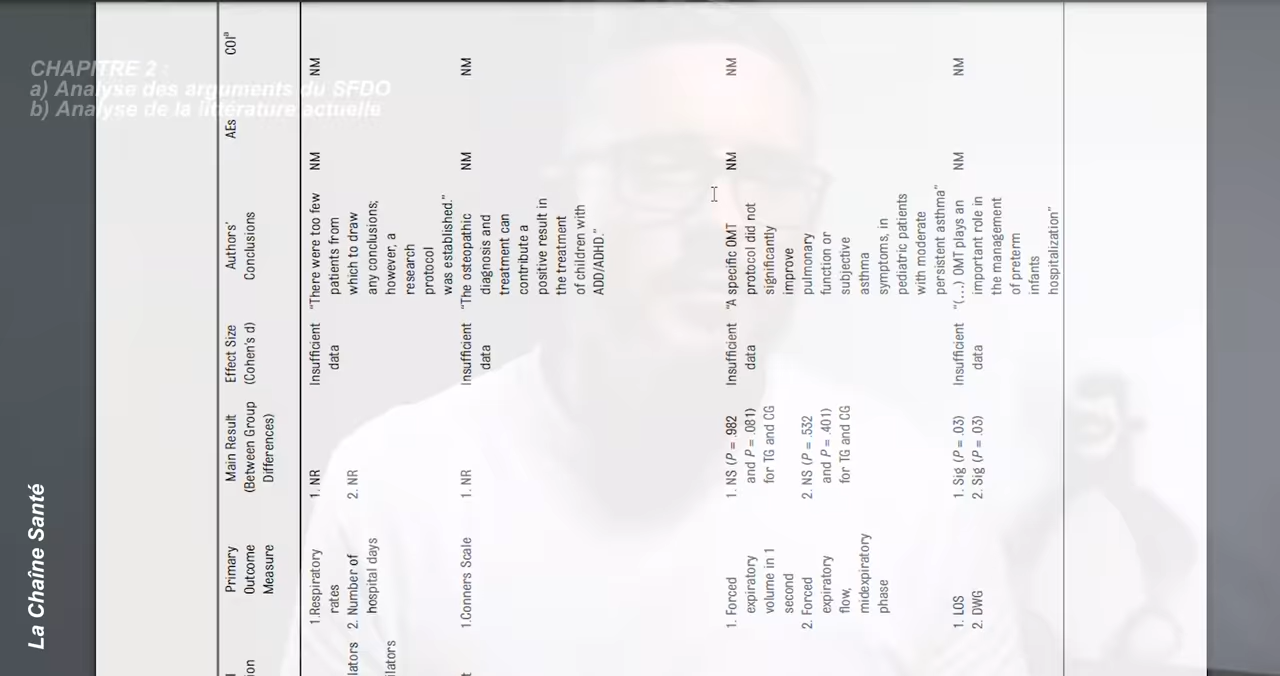 CHAPITRE 2 :
a) Analyse des arguments du SFDO
b) Analyse de la littérature actuelle
La Chaîne Santé
Primary
Outcome
Measure
Main Result
(Between Group
Differences)
Effect Size
(Cohen's d)
Authors'
Conclusions
AEs
COIª
lators
ilators
1.Respiratory
rates
2. Number of
hospital days
1. NR
2. NR
Insufficient
data
"There were too few
patients from
which to draw
any conclusions;
however, a
research
protocol
was established."
NM
NM
1.Conners Scale
1. NR
Insufficient
data
"The osteopathic
diagnosis and
treatment can
contribute a
positive result in
the treatment
of children with
ADD/ADHD."
NM
NM
1. Forced
expiratory
volume in 1
second
2. Forced
expiratory
flow,
midexpiratory
phase
1. NS (P = .982
and P = .081)
for TG and CG
2. NS (P = .532
and P = .401)
for TG and CG
Insufficient
data
"A specific OMT
protocol did not
significantly
improve
pulmonary
function or
subjective
asthma
symptoms, in
pediatric patients
with moderate
persistent asthma"
NM
NM
1. LOS
2. DWG
1. Sig (P = .03)
2. Sig (P = .03)
Insufficient
data
"(...) OMT plays an
important role in
the management
of preterm
infants
hospitalization"
NM
NM